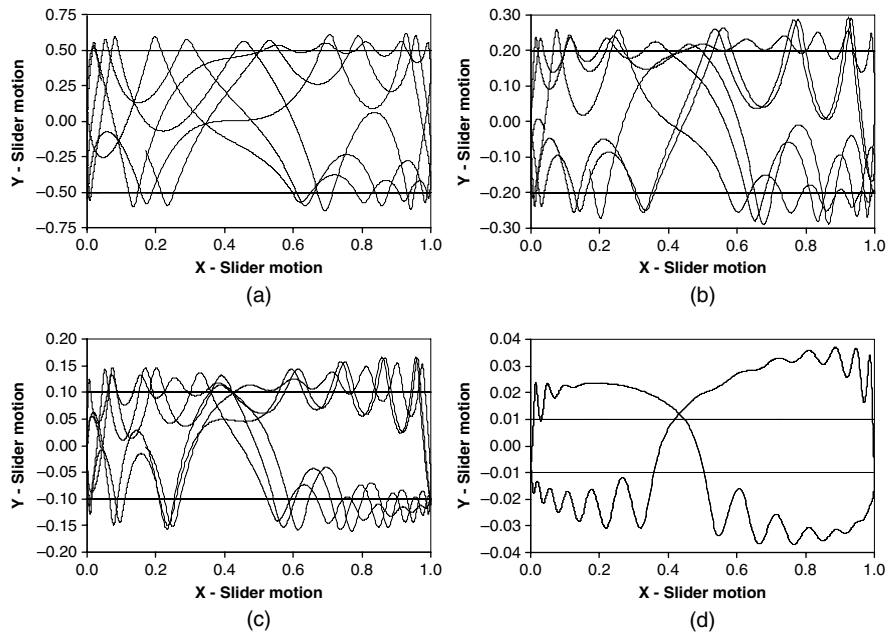 0.75
0.50
0.25
0.00
−0.25
−0.50
−0.75
Y - Slider motion
0.0 0.2 0.4 0.6 0.8 1.0
X - Slider motion
(a)
0.30
0.20
0.10
0.00
−0.10
−0.20
−0.30
Y - Slider motion
0.0 0.2 0.4 0.6 0.8 1.0
X - Slider motion
(b)
0.20
0.15
0.10
0.05
0.00
−0.05
−0.10
−0.15
−0.20
Y - Slider motion
0.0 0.2 0.4 0.6 0.8 1.0
X - Slider motion
(c)
0.04
0.03
0.02
0.01
0.00
−0.01
−0.02
−0.03
−0.04
Y - Slider motion
0.0 0.2 0.4 0.6 0.8 1.0
X - Slider motion
(d)